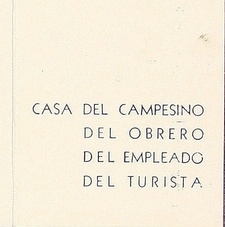 CASA DEL CAMPESINO
DEL OBRERO
DEL EMPLEADO
DEL TURISTA